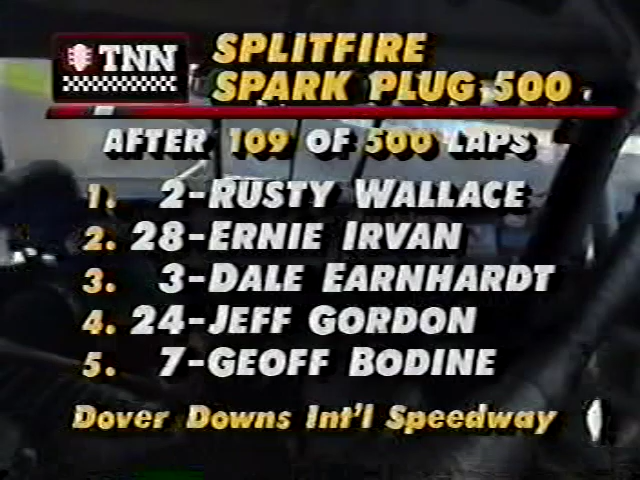 TNN
SPLITFIRE
SPARK PLUG 500
AFTER 109 OF 500 LAPS
1. 2-RUSTY WALLACE
2. 28-ERNIE IRVAN
3. 3-DALE EARNHARDT
4. 24-JEFF GORDON
5. 7-GEOFF BODINE
Dover Downs Int'l Speedway